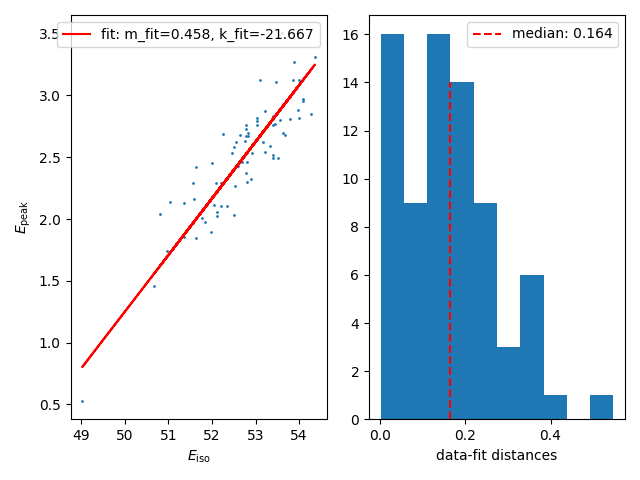 fit: m_fit=0.458, k_fit=-21.667
3.5
3.0
2.5
2.0
1.5
1.0
0.5
E_peak
49 50 51 52 53 54
E_iso
median: 0.164
16
14
12
10
8
6
4
2
0
0.0 0.2 0.4
data-fit distances